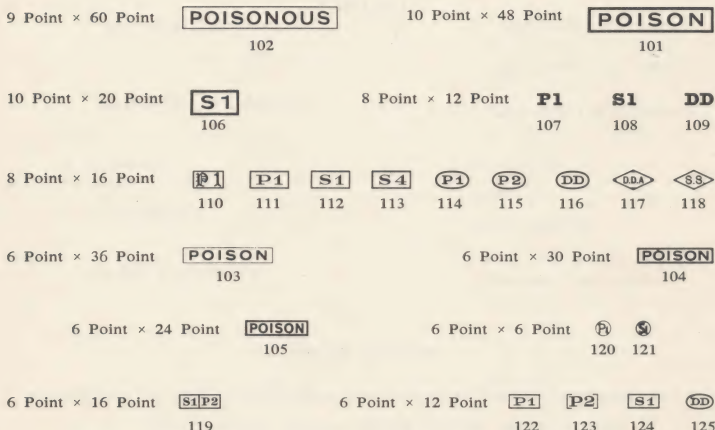 9 Point × 60 Point POISONOUS 10 Point × 48 Point POISON
102 101
10 Point × 20 Point S1 8 Point × 12 Point P1 S1 DD
106 107 108 109
8 Point × 16 Point P1 P1 S1 S4 P1 P2 DD D.D.A S.S.
110 111 112 113 114 115 116 117 118
6 Point × 36 Point POISON 6 Point × 30 Point POISON
103 104
6 Point × 24 Point POISON 6 Point × 6 Point P1 S1
105 120 121
6 Point × 16 Point S1 P2 6 Point × 12 Point P1 P2 S1 DD
119 122 123 124 125